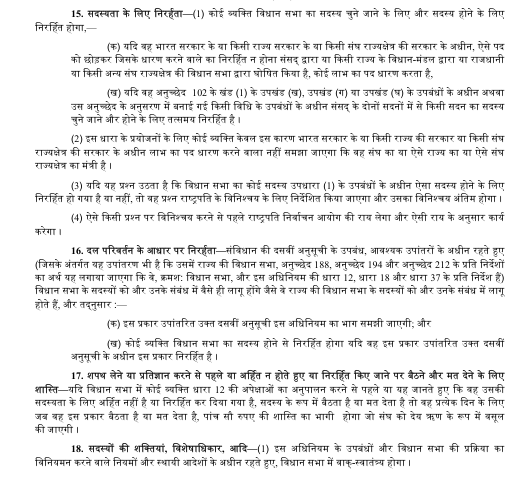 15. सदस्यता के लिए निरर्हता—(1) कोई व्यक्ति विधान सभा का सदस्य चुने जाने के लिए और सदस्य होने के लिए
निरर्हित होगा,—
(क) यदि वह भारत सरकार के या किसी राज्य सरकार के या किसी संघ राज्यक्षेत्र की सरकार के अधीन, ऐसे पद
को छोड़कर जिसके धारण करने वाले का निरर्हित न होना संसद् द्वारा या किसी राज्य के विधान-मंडल द्वारा या राजधानी
या किसी अन्य संघ राज्यक्षेत्र की विधान सभा द्वारा घोषित किया है, कोई लाभ का पद धारण करता है,
(ख) यदि वह अनुच्छेद 102 के खंड (1) के उपखंड (ख), उपखंड (ग) या उपखंड (घ) के उपबंधों के अधीन अथवा
उस अनुच्छेद के अनुसरण में बनाई गई किसी विधि के उपबंधों के अधीन संसद् के दोनों सदनों में से किसी सदन का सदस्य
चुने जाने और होने के लिए तत्समय निरर्हित है ।
(2) इस धारा के प्रयोजनों के लिए कोई व्यक्ति केवल इस कारण भारत सरकार के या किसी राज्य की सरकार या किसी संघ
राज्यक्षेत्र की सरकार के अधीन लाभ का पद धारण करने वाला नहीं समझा जाएगा कि वह संघ का या ऐसे राज्य का या ऐसे संघ
राज्यक्षेत्र का मंत्री है ।
(3) यदि यह प्रश्न उठता है कि विधान सभा का कोई सदस्य उपधारा (1) के उपबंधों के अधीन ऐसा सदस्य होने के लिए
निरर्हित हो गया है या नहीं, तो वह प्रश्न राष्ट्रपति के विनिश्चय के लिए निर्देशित किया जाएगा और उसका विनिश्चय अंतिम होगा ।
(4) ऐसे किसी प्रश्न पर विनिश्चय करने से पहले राष्ट्रपति निर्वाचन आयोग की राय लेगा और ऐसी राय के अनुसार कार्य
करेगा ।
16. दल परिवर्तन के आधार पर निरर्हता—संविधान की दसवीं अनुसूची के उपबंध, आवश्यक उपांतरों के अधीन रहते हुए
(जिसके अंतर्गत यह उपांतरण भी है कि उसमें राज्य की विधान सभा, अनुच्छेद 188, अनुच्छेद 194 और अनुच्छेद 212 के प्रति निर्देशों
का अर्थ यह लगाया जाएगा कि वे, क्रमश: विधान सभा, और इस अधिनियम की धारा 12, धारा 18 और धारा 37 के प्रति निर्देश हैं)
विधान सभा के सदस्यों को और उनके संबंध में वैसे ही लागू होंगे जैसे वे राज्य की विधान सभा के सदस्यों को और उनके संबंध में लागू
होते हैं, और तद्नुसार :—
(क) इस प्रकार उपांतरित उक्त दसवीं अनुसूची इस अधिनियम का भाग समझी जाएगी; और
(ख) कोई व्यक्ति विधान सभा का सदस्य होने से निरर्हित होगा यदि वह इस प्रकार उपांतरित उक्त दसवीं
अनुसूची के अधीन इस प्रकार निरर्हित है ।
17. शपथ लेने या प्रतिज्ञान करने से पहले या अर्हित न होते हुए या निरर्हित किए जाने पर बैठने और मत देने के लिए
शास्ति—यदि विधान सभा में कोई व्यक्ति धारा 12 की अपेक्षाओं का अनुपालन करने से पहले या यह जानते हुए कि वह उसकी
सदस्यता के लिए अर्हित नहीं है या निरर्हित कर दिया गया है, सदस्य के रूप में बैठता है या मत देता है तो वह प्रत्येक दिन के लिए
जब वह इस प्रकार बैठता है या मत देता है, पांच सौ रुपए की शास्ति का भागी होगा जो संघ को देय ऋण के रूप में वसूल
की जाएगी ।
18. सदस्यों की शक्तियां, विशेषाधिकार, आदि—(1) इस अधिनियम के उपबंधों और विधान सभा की प्रक्रिया का
विनियमन करने वाले नियमों और स्थायी आदेशों के अधीन रहते हुए, विधान सभा में वाक्-स्वातंत्र्य होगा ।